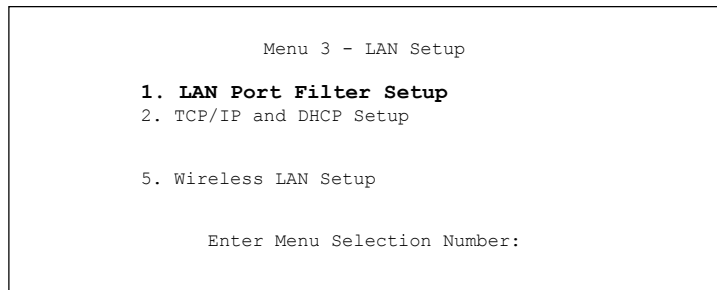 Menu 3 - LAN Setup
1. LAN Port Filter Setup
2. TCP/IP and DHCP Setup
5. Wireless LAN Setup
Enter Menu Selection Number: